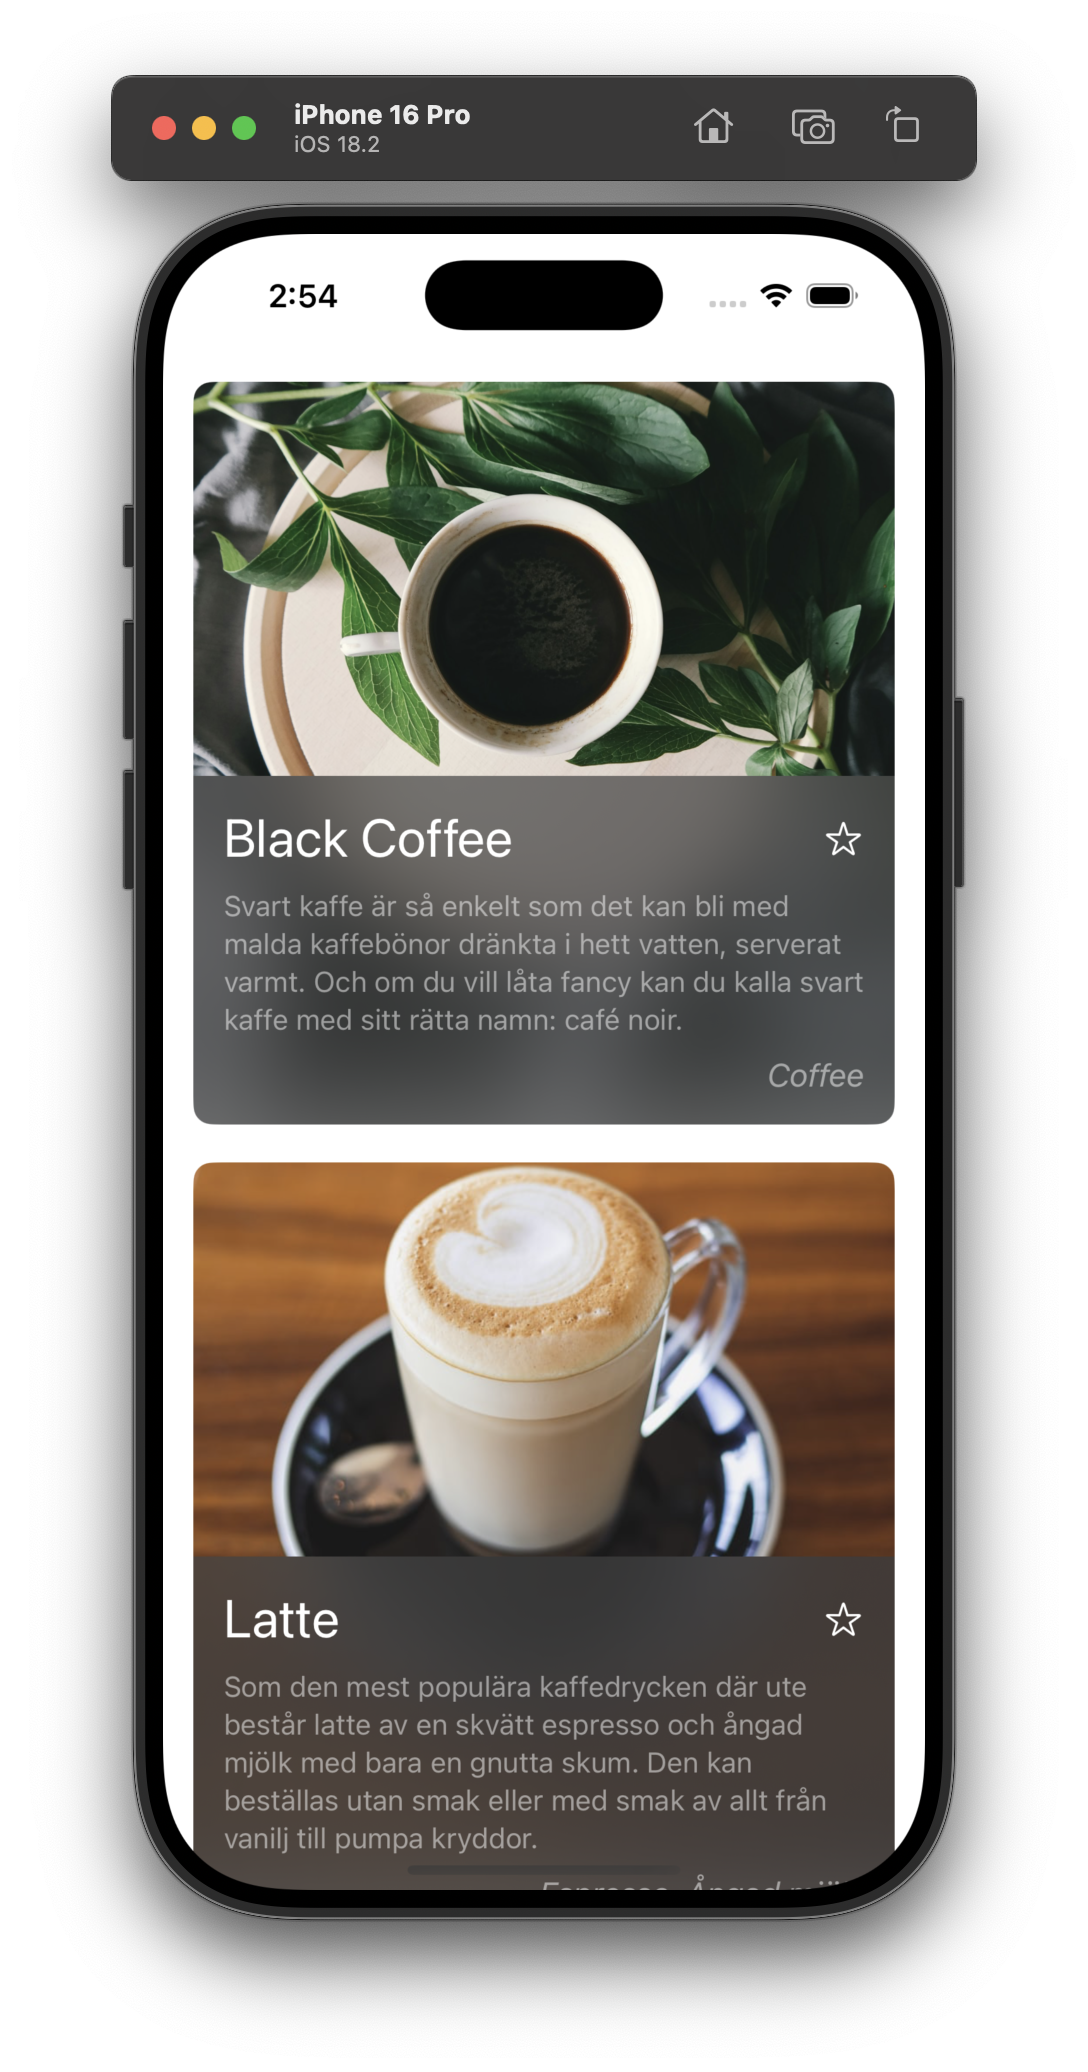 iPhone 16 Pro
iOS 18.2
2:54
Black Coffee
Svart kaffe är så enkelt som det kan bli med
malda kaffebönor dränkta i hett vatten, serverat
varmt. Och om du vill låta fancy kan du kalla svart
kaffe med sitt rätta namn: café noir.
Coffee
Latte
Som den mest populära kaffedrycken där ute
består latte av en skvätt espresso och ångad
mjölk med bara en gnutta skum. Den kan
beställas utan smak eller med smak av allt från
vanilj till pumpa kryddor.
Espresso, Ångad